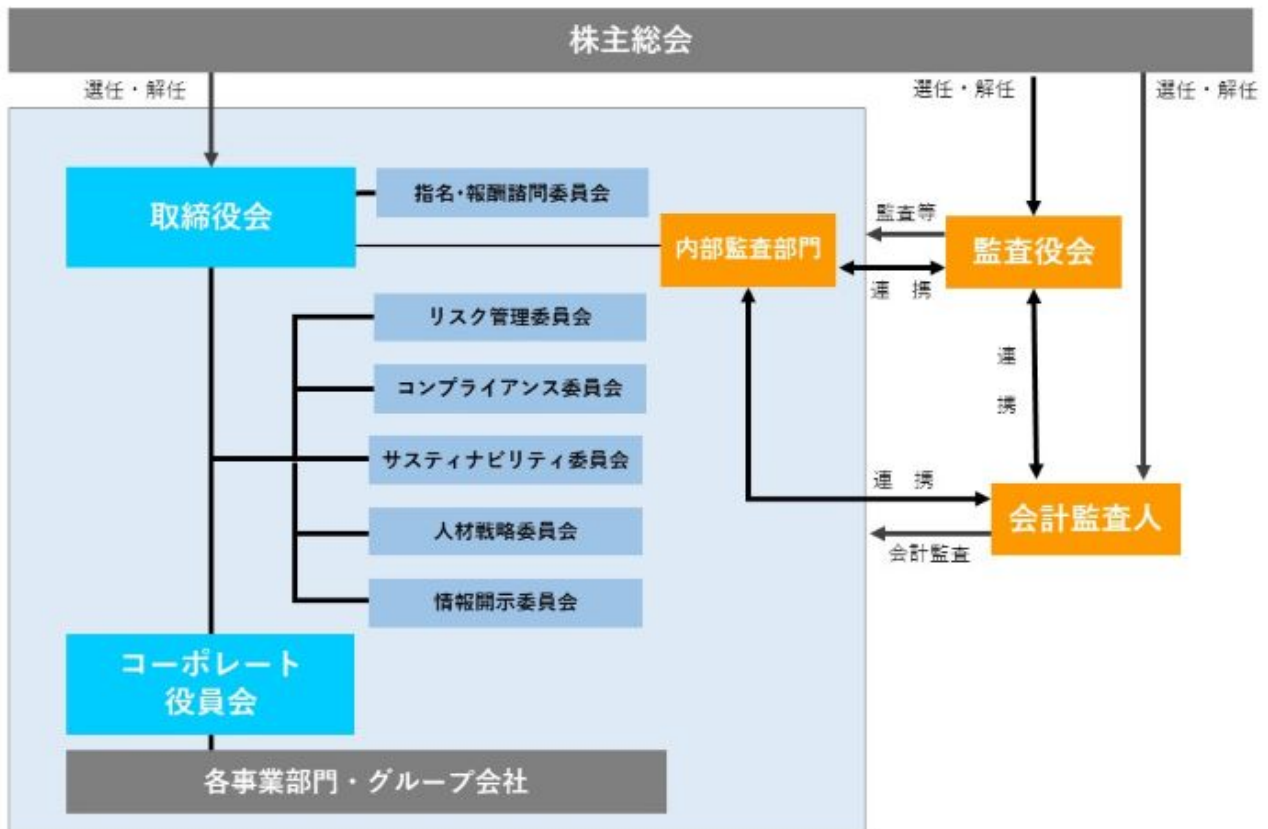 株主総会
選任・解任
選任・解任
選任・解任
取締役会
指名・報酬諮問委員会
内部監査部門
監査等
監査役会
連 携
リスク管理委員会
コンプライアンス委員会
連
携
サスティナビリティ委員会
連 携
会計監査人
人材戦略委員会
会計監査
情報開示委員会
コーポレート
役員会
各事業部門・グループ会社